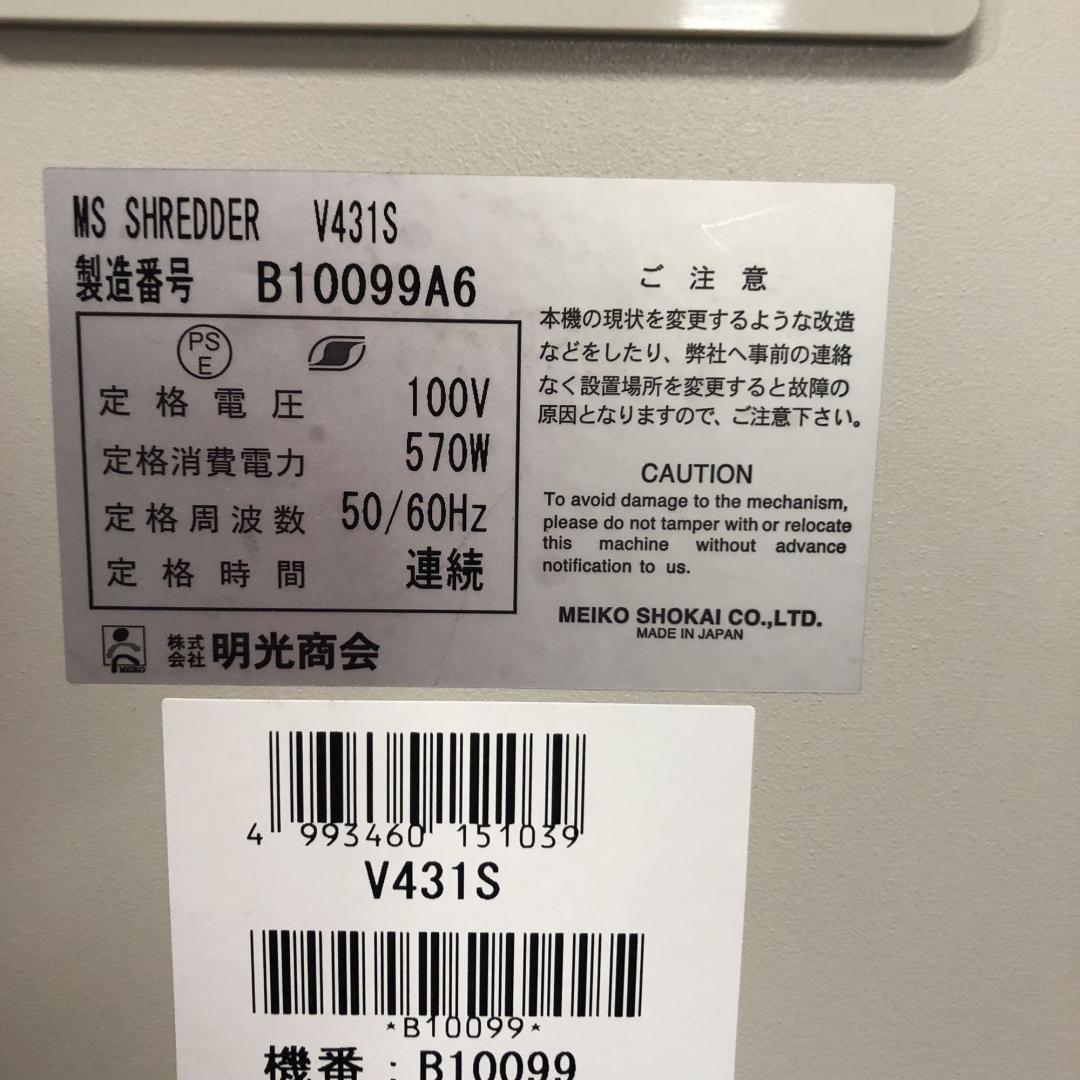 MS SHREDDER V431S
製造番号 B10099A6
PS
E
定格電圧 100V
定格消費電力 570W
定格周波数 50/60Hz
定格時間 連続
MEIKO
株式会社 明光商会
ご注意
本機の現状を変更するような改造
などをしたり、弊社へ事前の連絡
なく設置場所を変更すると故障の
原因となりますので、ご注意下さい。
CAUTION
To avoid damage to the mechanism,
please do not tamper with or relocate
this machine without advance
notification to us.
MEIKO SHOKAI CO.,LTD.
MADE IN JAPAN
4 993460 151039
V431S
*B10099*
機番：B10099